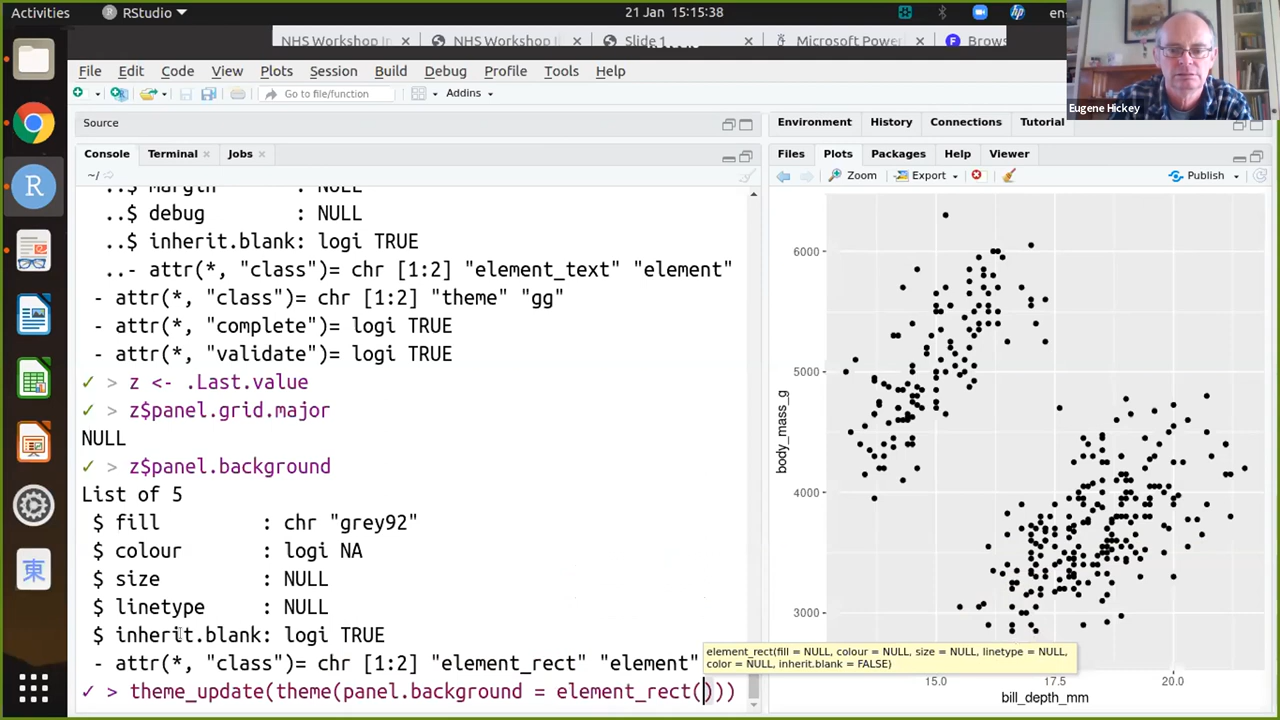 Activities
RStudio
21 Jan 15:15:38
en
NHS Workshop In
NHS Workshop I
Slide 1
Microsoft Pow
Brows
File
Edit
Code
View
Plots
Session
Build
Debug
Profile
Tools
Help
Eugene Hickey
Go to file/function
Addins
Source
Environment
History
Connections
Tutorial
Console
Terminal
Jobs
Files
Plots
Packages
Help
Viewer
~/
Zoom
Export
Publish
..$ margin : NULL
..$ debug : NULL
..$ inherit.blank: logi TRUE
..- attr(*, "class")= chr [1:2] "element_text" "element"
- attr(*, "class")= chr [1:2] "theme" "gg"
- attr(*, "complete")= logi TRUE
- attr(*, "validate")= logi TRUE
> z <- .Last.value
> z$panel.grid.major
NULL
> z$panel.background
List of 5
$ fill : chr "grey92"
$ colour : logi NA
$ size : NULL
$ linetype : NULL
$ inherit.blank: logi TRUE
- attr(*, "class")= chr [1:2] "element_rect" "element"
> theme_update(theme(panel.background = element_rect()))
element_rect(fill = NULL, colour = NULL, size = NULL, linetype = NULL,
color = NULL, inherit.blank = FALSE)
6000
5000
4000
3000
body_mass_g
15.0
17.5
20.0
bill_depth_mm
東